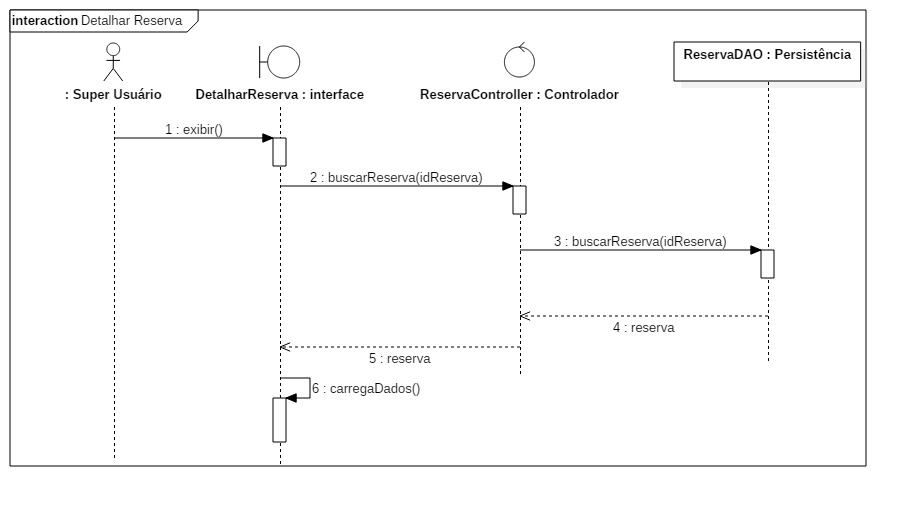 interaction Detalhar Reserva
ReservaDAO : Persistência
: Super Usuário
DetalharReserva : interface
ReservaController : Controlador
1 : exibir()
2 : buscarReserva(idReserva)
3 : buscarReserva(idReserva)
4 : reserva
5 : reserva
6 : carregaDados()